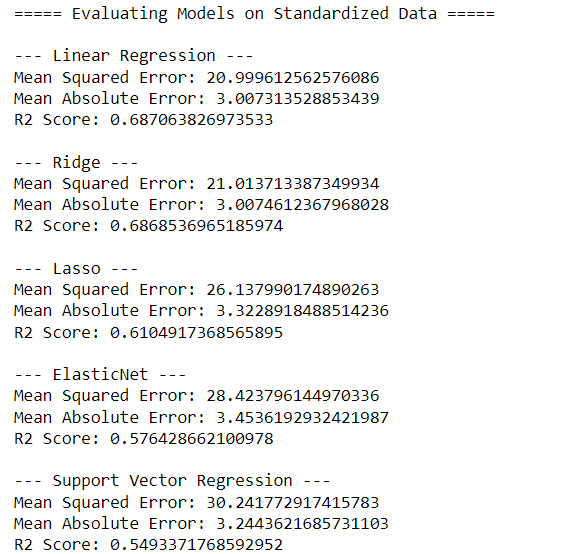 ===== Evaluating Models on Standardized Data =====
--- Linear Regression ---
Mean Squared Error: 20.999612562576086
Mean Absolute Error: 3.007313528853439
R2 Score: 0.687063826973533
--- Ridge ---
Mean Squared Error: 21.013713387349934
Mean Absolute Error: 3.0074612367968028
R2 Score: 0.6868536965185974
--- Lasso ---
Mean Squared Error: 26.137990174890263
Mean Absolute Error: 3.3228918488514236
R2 Score: 0.6104917368565895
--- ElasticNet ---
Mean Squared Error: 28.423796144970336
Mean Absolute Error: 3.4536192932421987
R2 Score: 0.576428662100978
--- Support Vector Regression ---
Mean Squared Error: 30.241772917415783
Mean Absolute Error: 3.2443621685731103
R2 Score: 0.5493371768592952